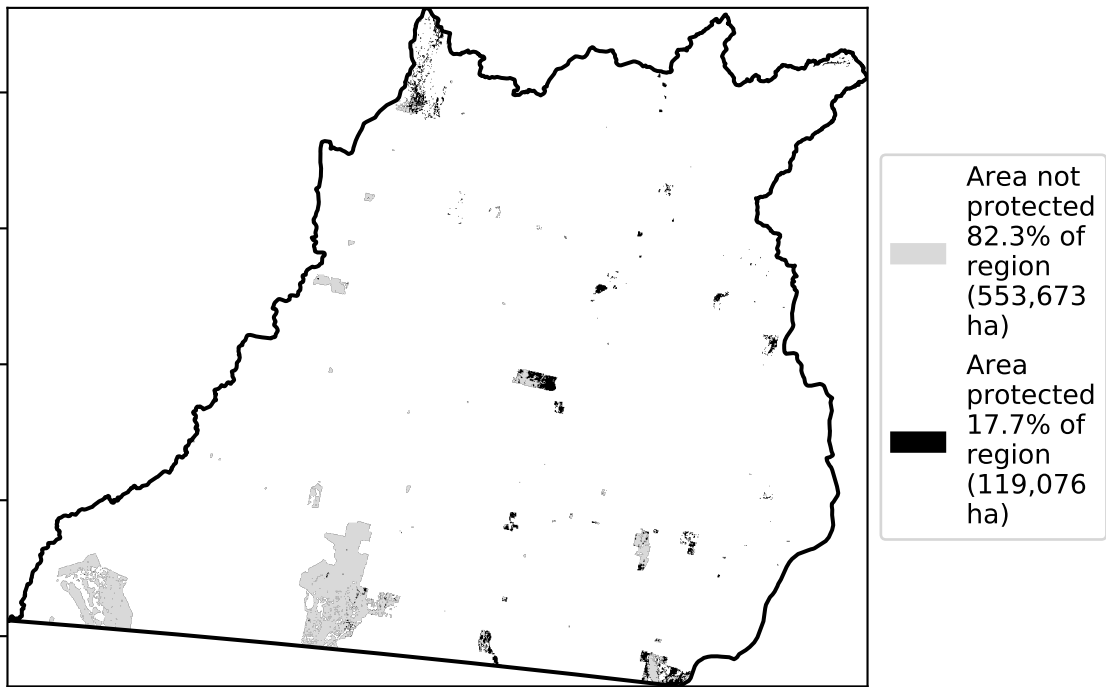 Area not
protected
82.3% of
region
(553,673
ha)
Area
protected
17.7% of
region
(119,076
ha)